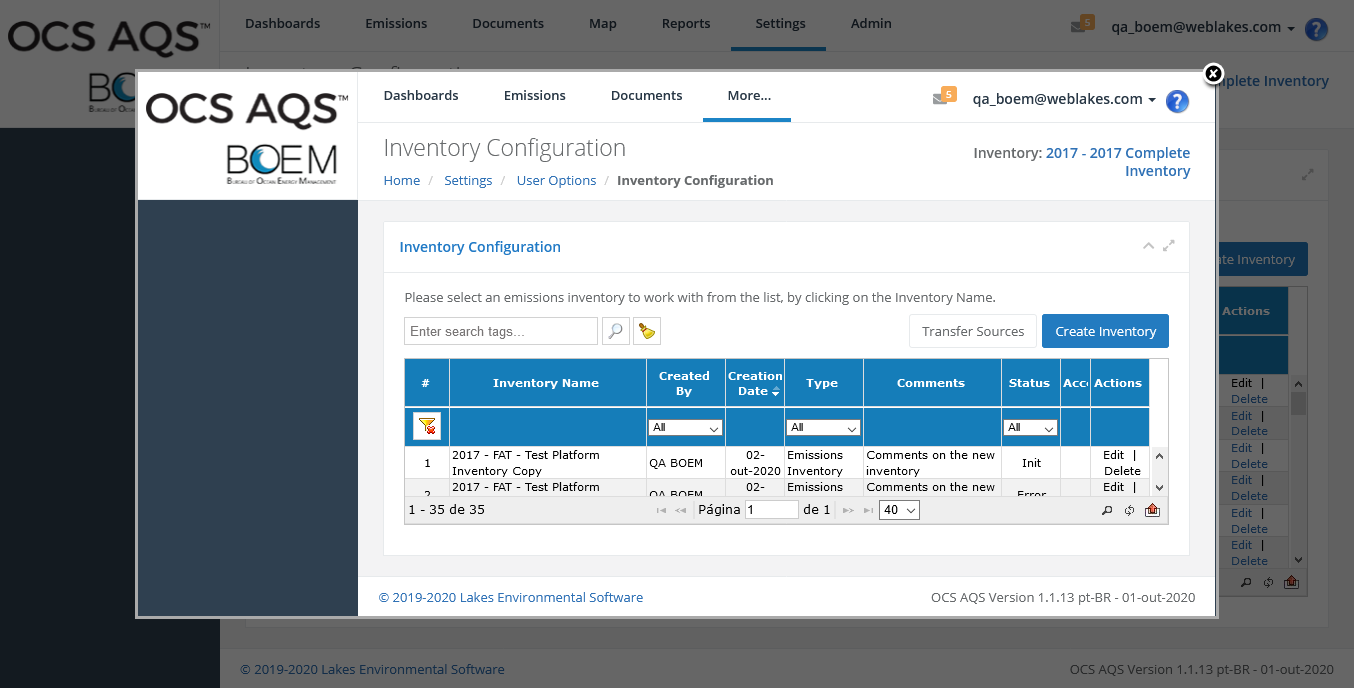 OCS AQS™
Dashboards
Emissions
Documents
Map
Reports
Settings
Admin
5
qa_boem@weblakes.com
?
BO
plete Inventory
OCS AQS™
BOEM
Bureau of Ocean Energy Management
Dashboards
Emissions
Documents
More...
5
qa_boem@weblakes.com
?
Inventory Configuration
Home / Settings / User Options / Inventory Configuration
Inventory: 2017 - 2017 Complete
Inventory
Inventory Configuration
Please select an emissions inventory to work with from the list, by clicking on the Inventory Name.
Enter search tags...
Transfer Sources
Create Inventory
# Inventory Name Created By Creation Date Type Comments Status Acc Actions
All All All
1 2017 - FAT - Test Platform Inventory Copy QA BOEM 02-out-2020 Emissions Inventory Comments on the new inventory Init Edit | Delete
2 2017 - FAT - Test Platform QA BOEM 02- Emissions Comments on the new Error Edit |
1 - 35 de 35
Página 1 de 1
40
© 2019-2020 Lakes Environmental Software
OCS AQS Version 1.1.13 pt-BR - 01-out-2020
ate Inventory
Actions
Edit |
Delete
Edit |
Delete
Edit |
Delete
Edit |
Delete
Edit |
Delete
Edit |
Delete
© 2019-2020 Lakes Environmental Software
OCS AQS Version 1.1.13 pt-BR - 01-out-2020